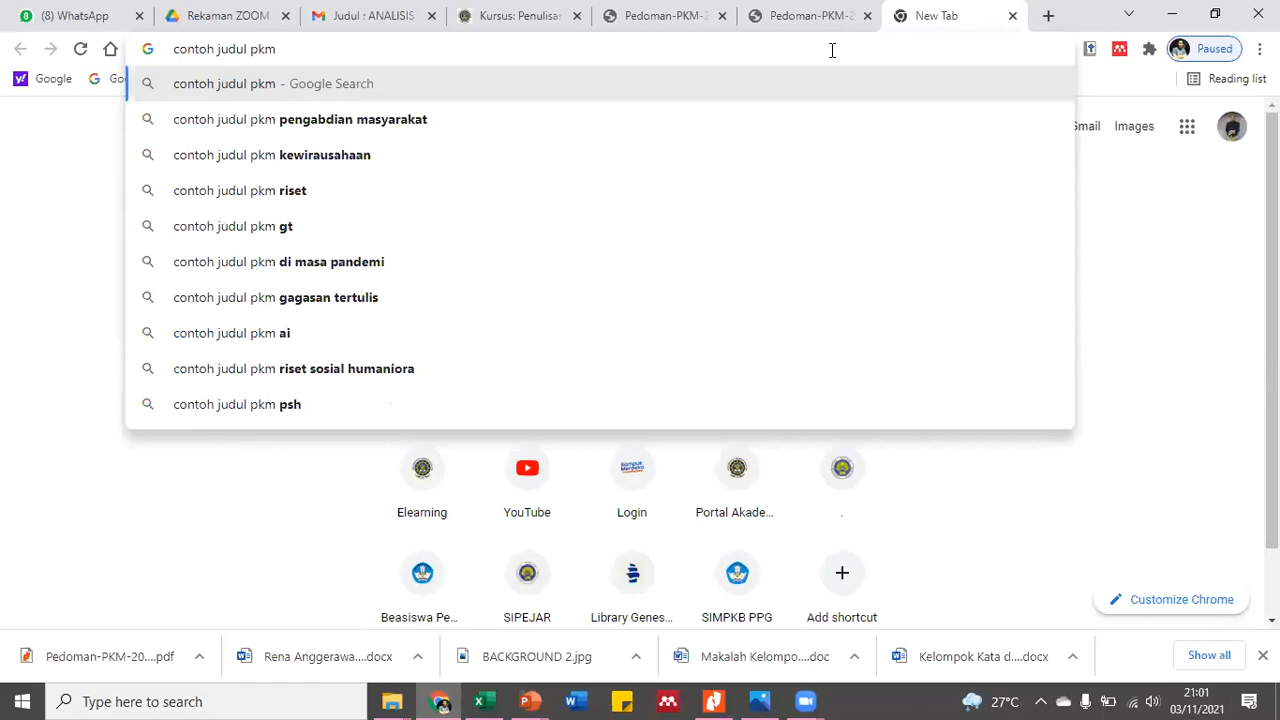 (8) WhatsApp
Rekaman ZOOM
Judul : ANALISIS
Kursus: Penulisa
Pedoman-PKM-2
Pedoman-PKM-2
New Tab
contoh judul pkm
Paused
Google
Go
Reading list
contoh judul pkm - Google Search
contoh judul pkm pengabdian masyarakat
contoh judul pkm kewirausahaan
contoh judul pkm riset
contoh judul pkm gt
contoh judul pkm di masa pandemi
contoh judul pkm gagasan tertulis
contoh judul pkm ai
contoh judul pkm riset sosial humaniora
contoh judul pkm psh
Gmail
Images
Elearning
YouTube
Login
Portal Akade...
.
Beasiswa Pe...
SIPEJAR
Library Genes...
SIMPKB PPG
Add shortcut
Customize Chrome
Pedoman-PKM-20....pdf
Rena Anggerawa....docx
BACKGROUND 2.jpg
Makalah Kelompo....doc
Kelompok Kata d....docx
Show all
Type here to search
27°C
21:01
03/11/2021